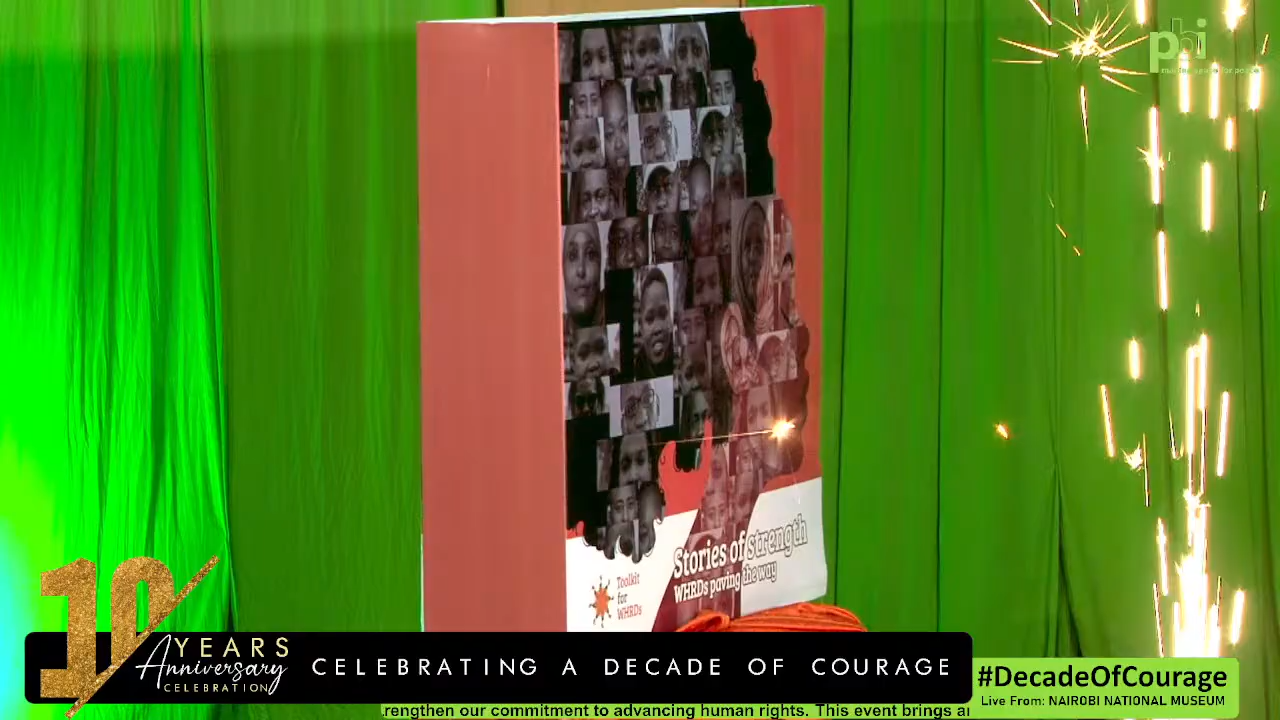 phi
Stories of strength
WHRDs paving the way
Toolkit
for
WHRDs
10
YEARS
Anniversary
CELEBRATION
CELEBRATING A DECADE OF COURAGE
#DecadeOfCourage
Live From: NAIROBI NATIONAL MUSEUM
rengthen our commitment to advancing human rights. This event brings a